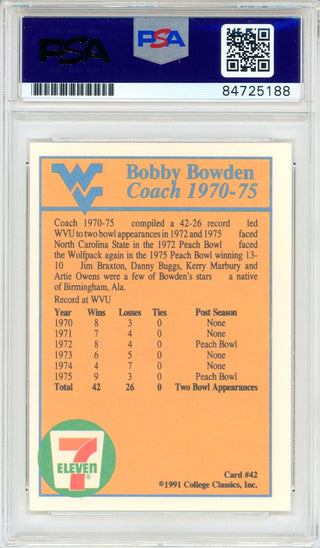 PSA
PSA
84725188
WV
Bobby Bowden
Coach 1970-75
Coach 1970-75 compiled a 42-26 record led
WVU to two bowl appearances in 1972 and 1975 faced
North Carolina State in the 1972 Peach Bowl faced
the Wolfpack again in the 1975 Peach Bowl winning 13-
10 Jim Braxton, Danny Buggs, Kerry Marbury and
Artie Owens were a few of Bowden's stars a native
of Birmingham, Ala.
Record at WVU
Year Wins Losses Ties Post Season
1970 8 3 0 None
1971 7 4 0 None
1972 8 4 0 Peach Bowl
1973 6 5 0 None
1974 4 7 0 None
1975 9 3 0 Peach Bowl
Total 42 26 0 Two Bowl Appearances
7
ELEVEN
Card #42
©1991 College Classics, Inc.